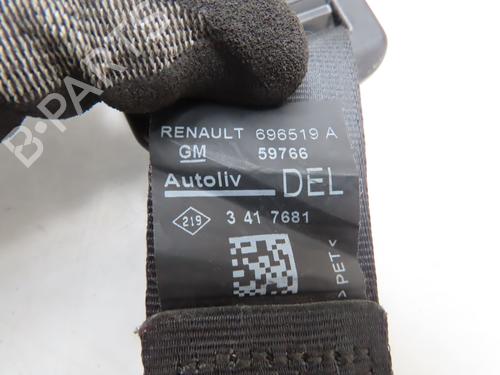 RENAULT 696519 A
GM 59766
Autoliv DEL
219 3 41 7681
>PET<
B-PARTS